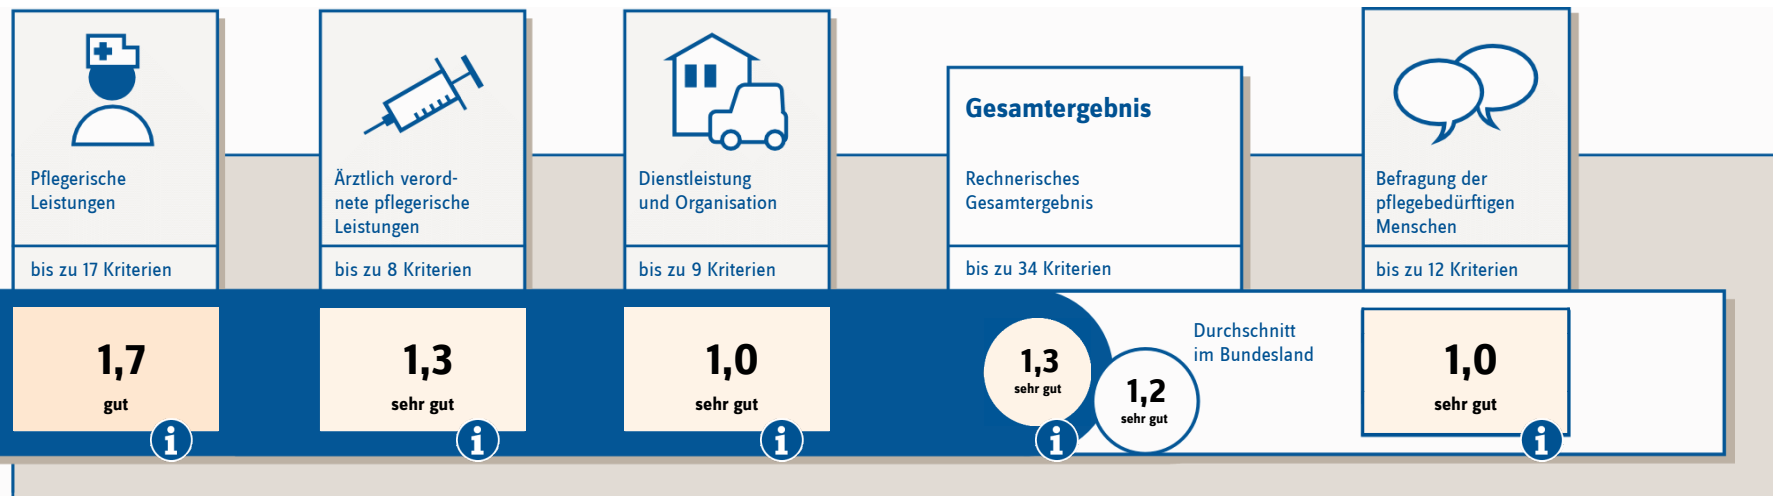 Pflegerische
Leistungen
bis zu 17 Kriterien
1,7
gut
i
Ärztlich verord-
nete pflegerische
Leistungen
bis zu 8 Kriterien
1,3
sehr gut
i
Dienstleistung
und Organisation
bis zu 9 Kriterien
1,0
sehr gut
i
Gesamtergebnis
Rechnerisches
Gesamtergebnis
bis zu 34 Kriterien
1,3
sehr gut
i
1,2
sehr gut
Durchschnitt
im Bundesland
Befragung der
pflegebedürftigen
Menschen
bis zu 12 Kriterien
1,0
sehr gut
i